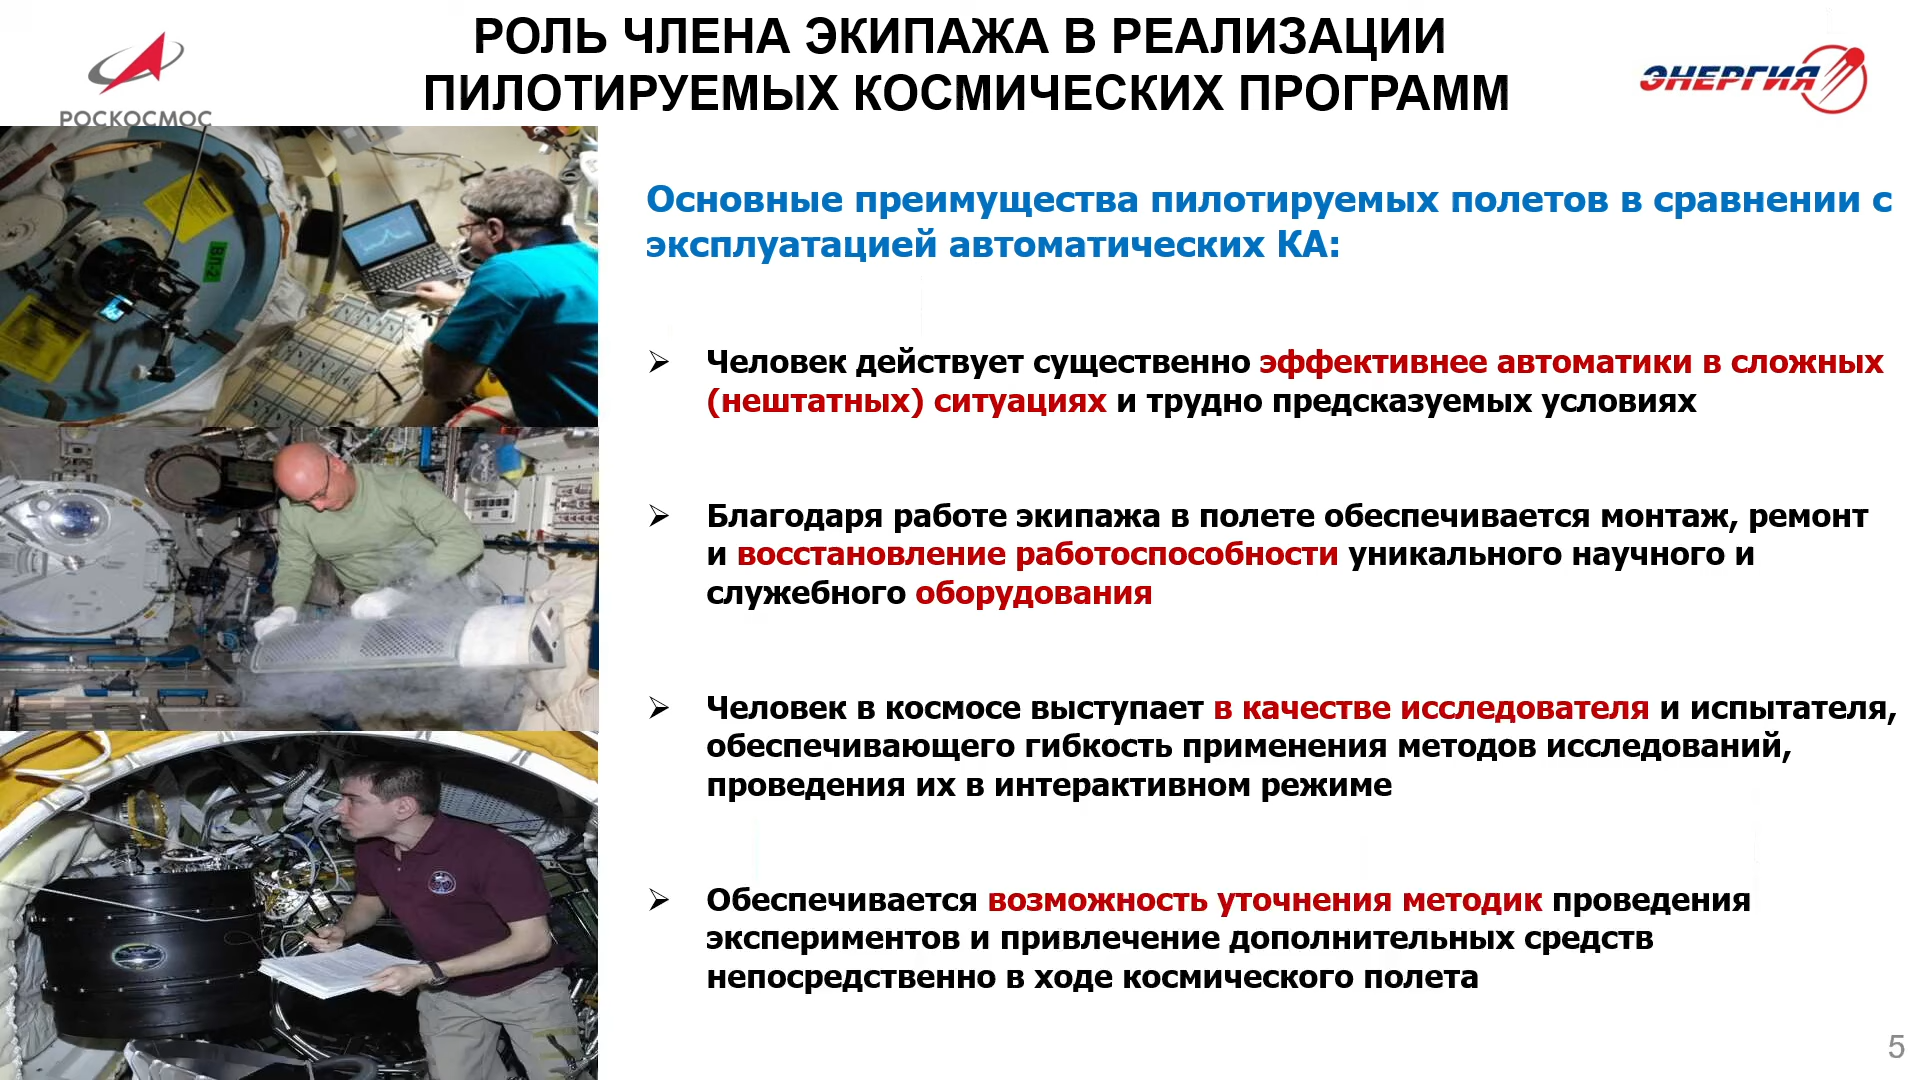 РОЛЬ ЧЛЕНА ЭКИПАЖА В РЕАЛИЗАЦИИ
ПИЛОТИРУЕМЫХ КОСМИЧЕСКИХ ПРОГРАММ
РОСКОСМОС
ЭНЕРГИЯ
ВП-2
Основные преимущества пилотируемых полетов в сравнении с
эксплуатацией автоматических КА:
➢ Человек действует существенно эффективнее автоматики в сложных
(нештатных) ситуациях и трудно предсказуемых условиях
➢ Благодаря работе экипажа в полете обеспечивается монтаж, ремонт
и восстановление работоспособности уникального научного и
служебного оборудования
➢ Человек в космосе выступает в качестве исследователя и испытателя,
обеспечивающего гибкость применения методов исследований,
проведения их в интерактивном режиме
➢ Обеспечивается возможность уточнения методик проведения
экспериментов и привлечение дополнительных средств
непосредственно в ходе космического полета
5